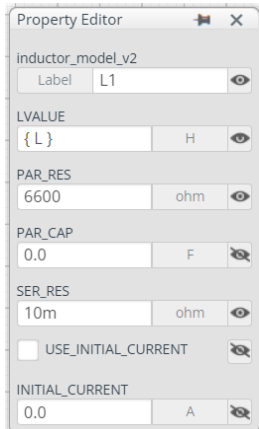 Property Editor
inductor_model_v2
Label L1
LVALUE
{ L } H
PAR_RES
6600 ohm
PAR_CAP
0.0 F
SER_RES
10m ohm
USE_INITIAL_CURRENT
INITIAL_CURRENT
0.0 A